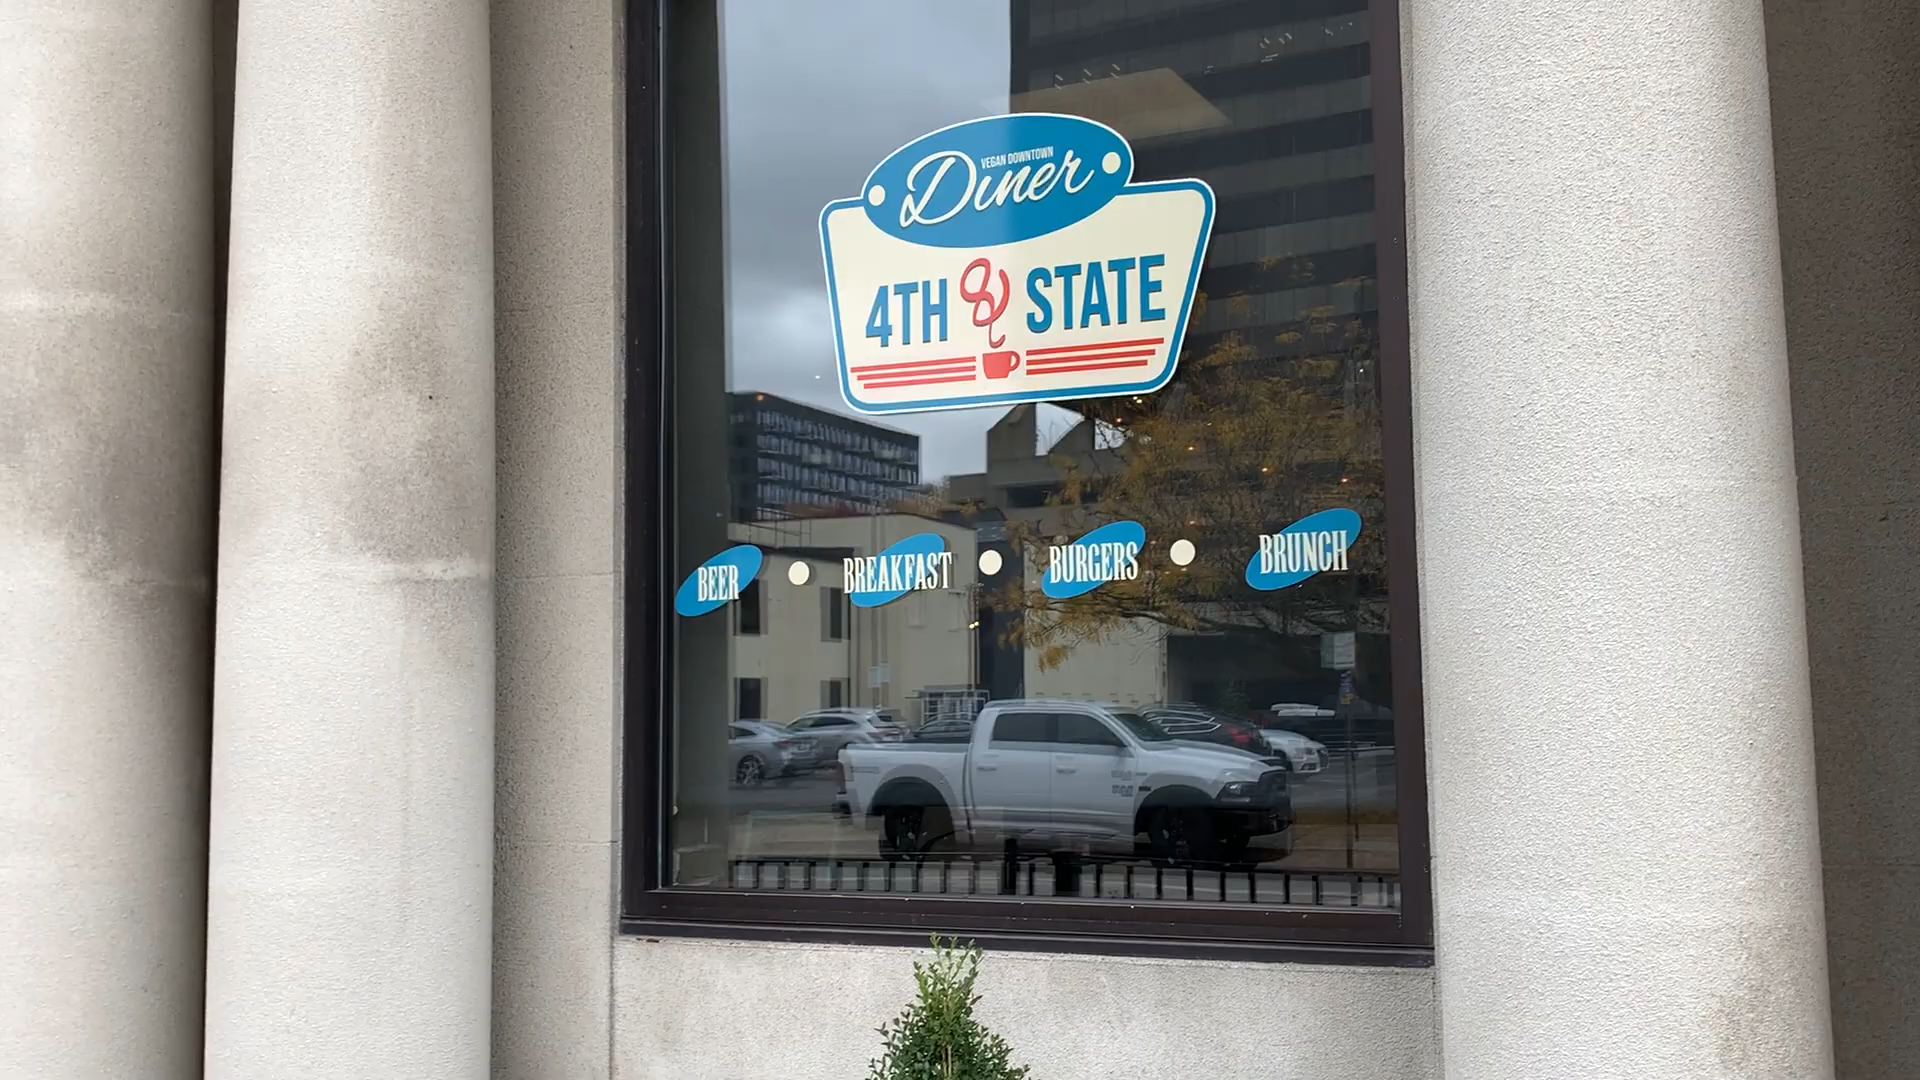 VEGAN DOWNTOWN
Diner
4TH & STATE
BEER • BREAKFAST • BURGERS • BRUNCH